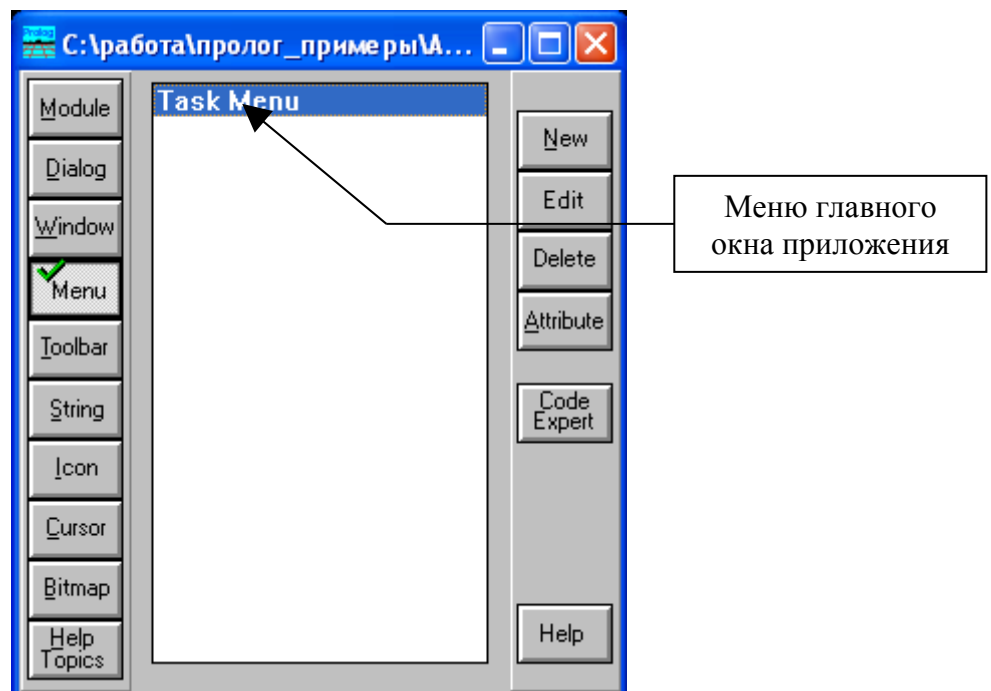 Prolog
C:\работа\пролог_примеры\А...
Module
Dialog
Window
Menu
Toolbar
String
Icon
Cursor
Bitmap
Help
Topics
Task Menu
New
Edit
Delete
Attribute
Code
Expert
Help
Меню главного
окна приложения